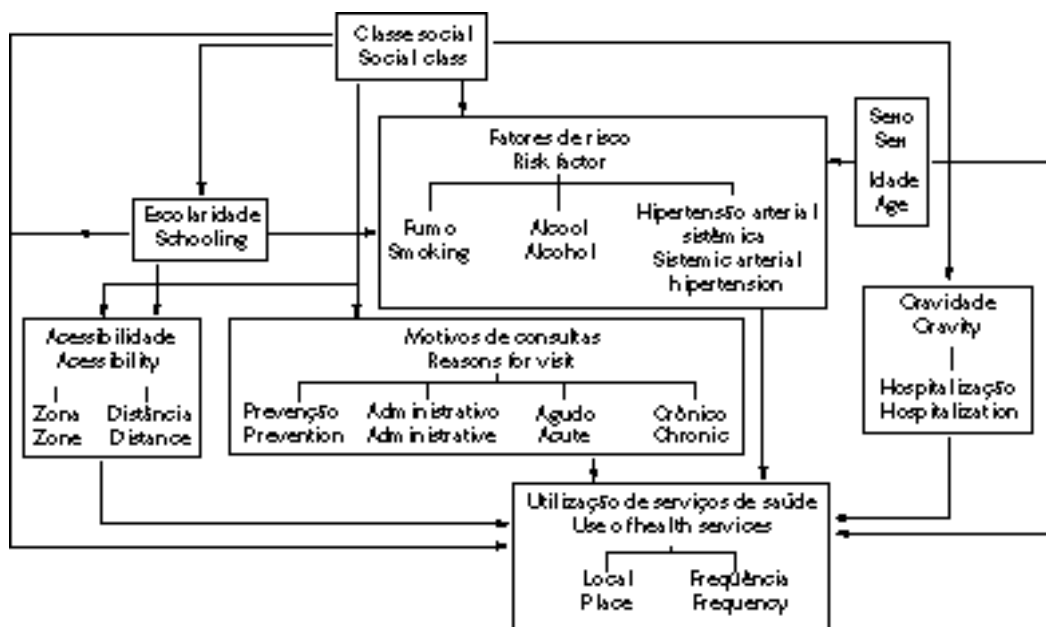 Classe social
Social class
Sexo
Sex
Idade
Age
Fatores de risco
Risk factor
Fumo
Smoking
Alcool
Alcohol
Hipertensão arterial
sistêmica
Sistemic arterial
hipertension
Escolaridade
Schooling
Gravidade
Gravity
Hospitalização
Hospitalization
Acessibilidade
Acessibility
Zona
Zone
Distância
Distance
Motivos de consultas
Reasons for visit
Prevenção
Prevention
Administrativo
Administrative
Agudo
Acute
Crônico
Chronic
Utilização de serviços de saúde
Use of health services
Local
Place
Freqüência
Frequency